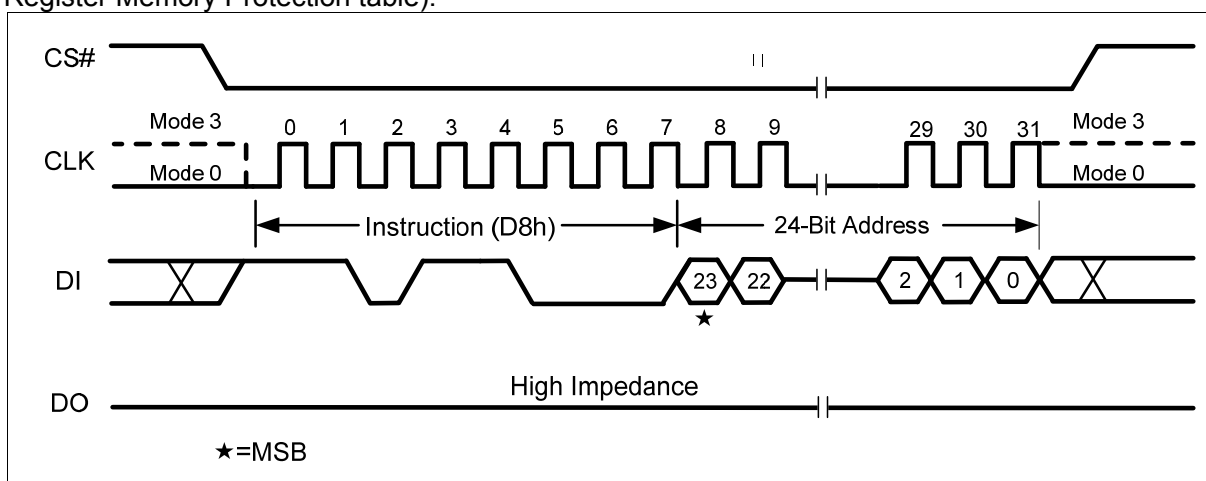 Register Memory Protection table).
CS#
Mode 3 0 1 2 3 4 5 6 7 8 9 29 30 31 Mode 3
CLK
Mode 0 Mode 0
Instruction (D8h) 24-Bit Address
DI 23 22 2 1 0
★
High Impedance
DO
★=MSB